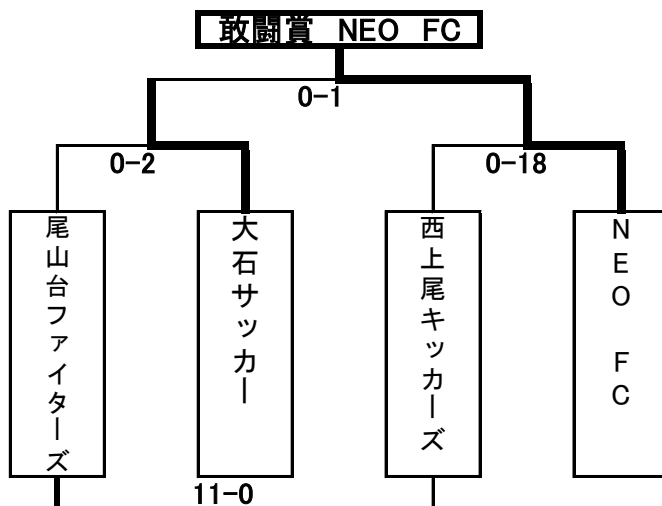 敢闘賞 NEO FC
0-1
0-2
0-18
尾山台ファイターズ
大石サッカー
西上尾キッカーズ
NEO FC
11-0